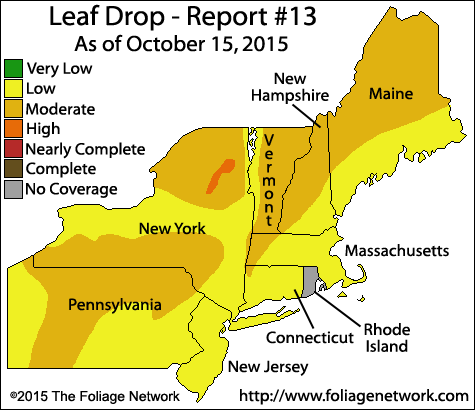 Leaf Drop - Report #13
As of October 15, 2015
Very Low
Low
Moderate
High
Nearly Complete
Complete
No Coverage
New
Hampshire
Maine
Vermont
New York
Massachusetts
Pennsylvania
Connecticut
Rhode
Island
New Jersey
©2015 The Foliage Network
http://www.foliagenetwork.com